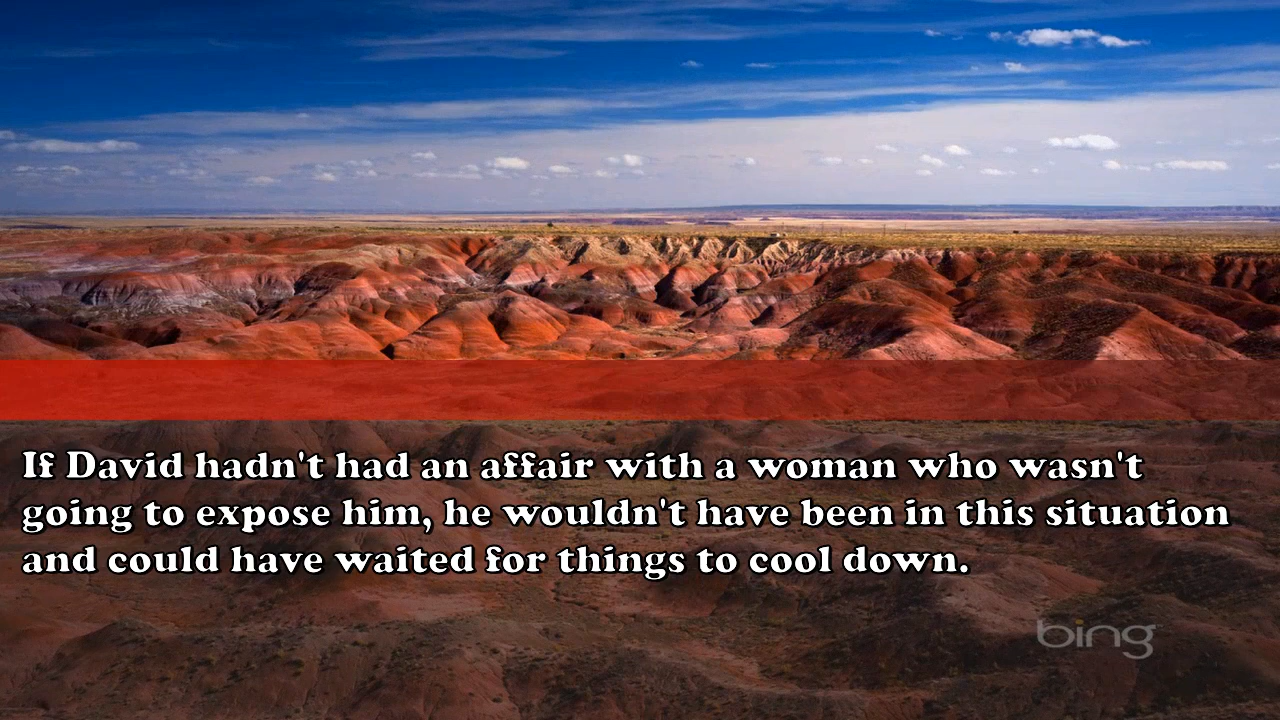 If David hadn't had an affair with a woman who wasn't
going to expose him, he wouldn't have been in this situation
and could have waited for things to cool down.
bing